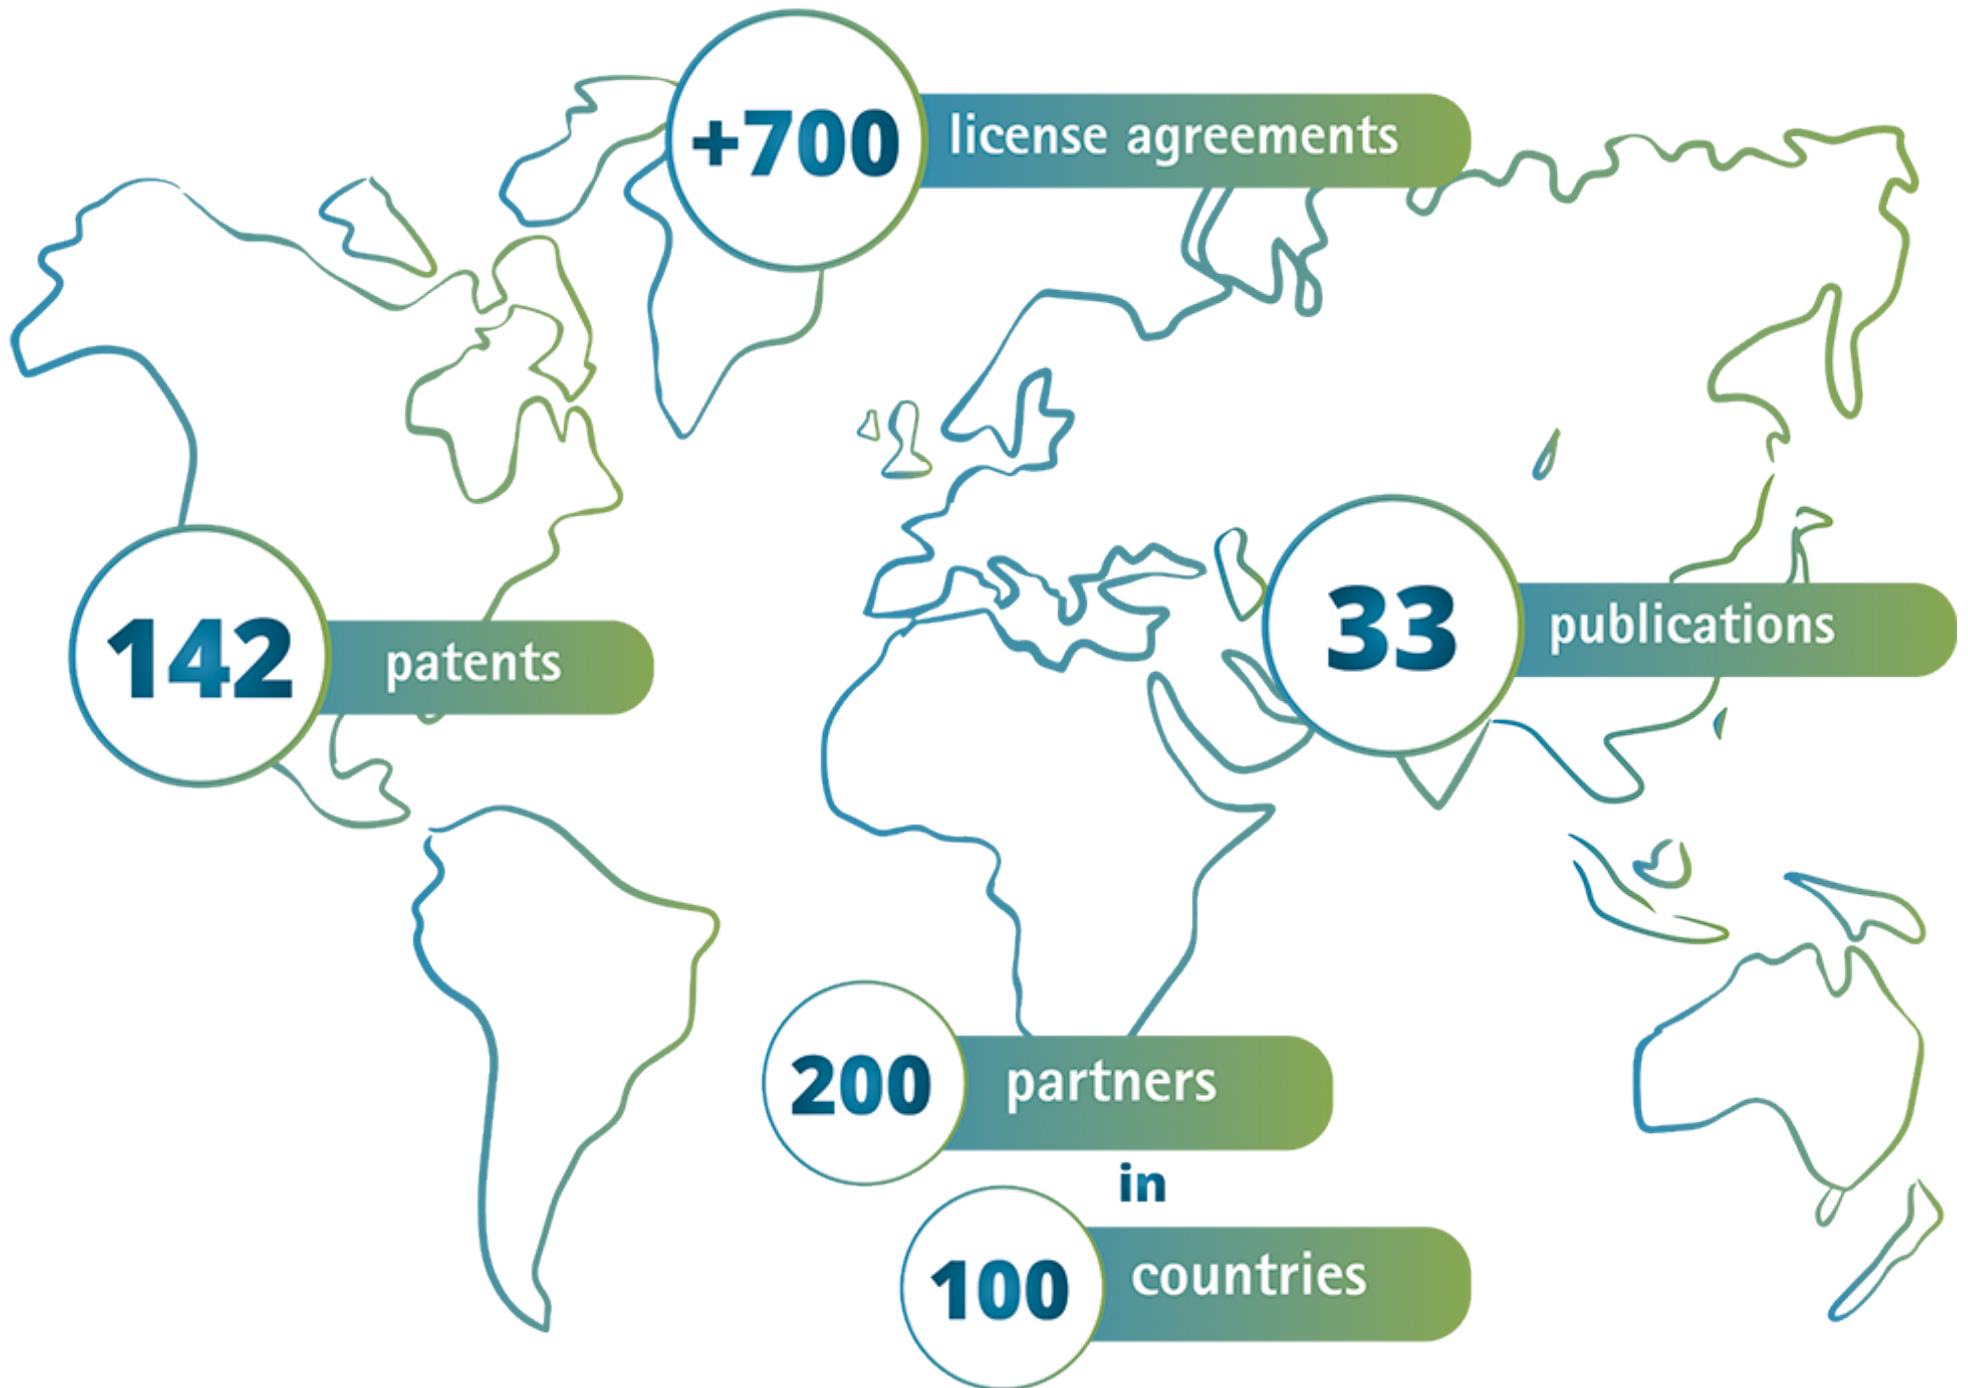 +700 license agreements
142 patents
33 publications
200 partners
in
100 countries